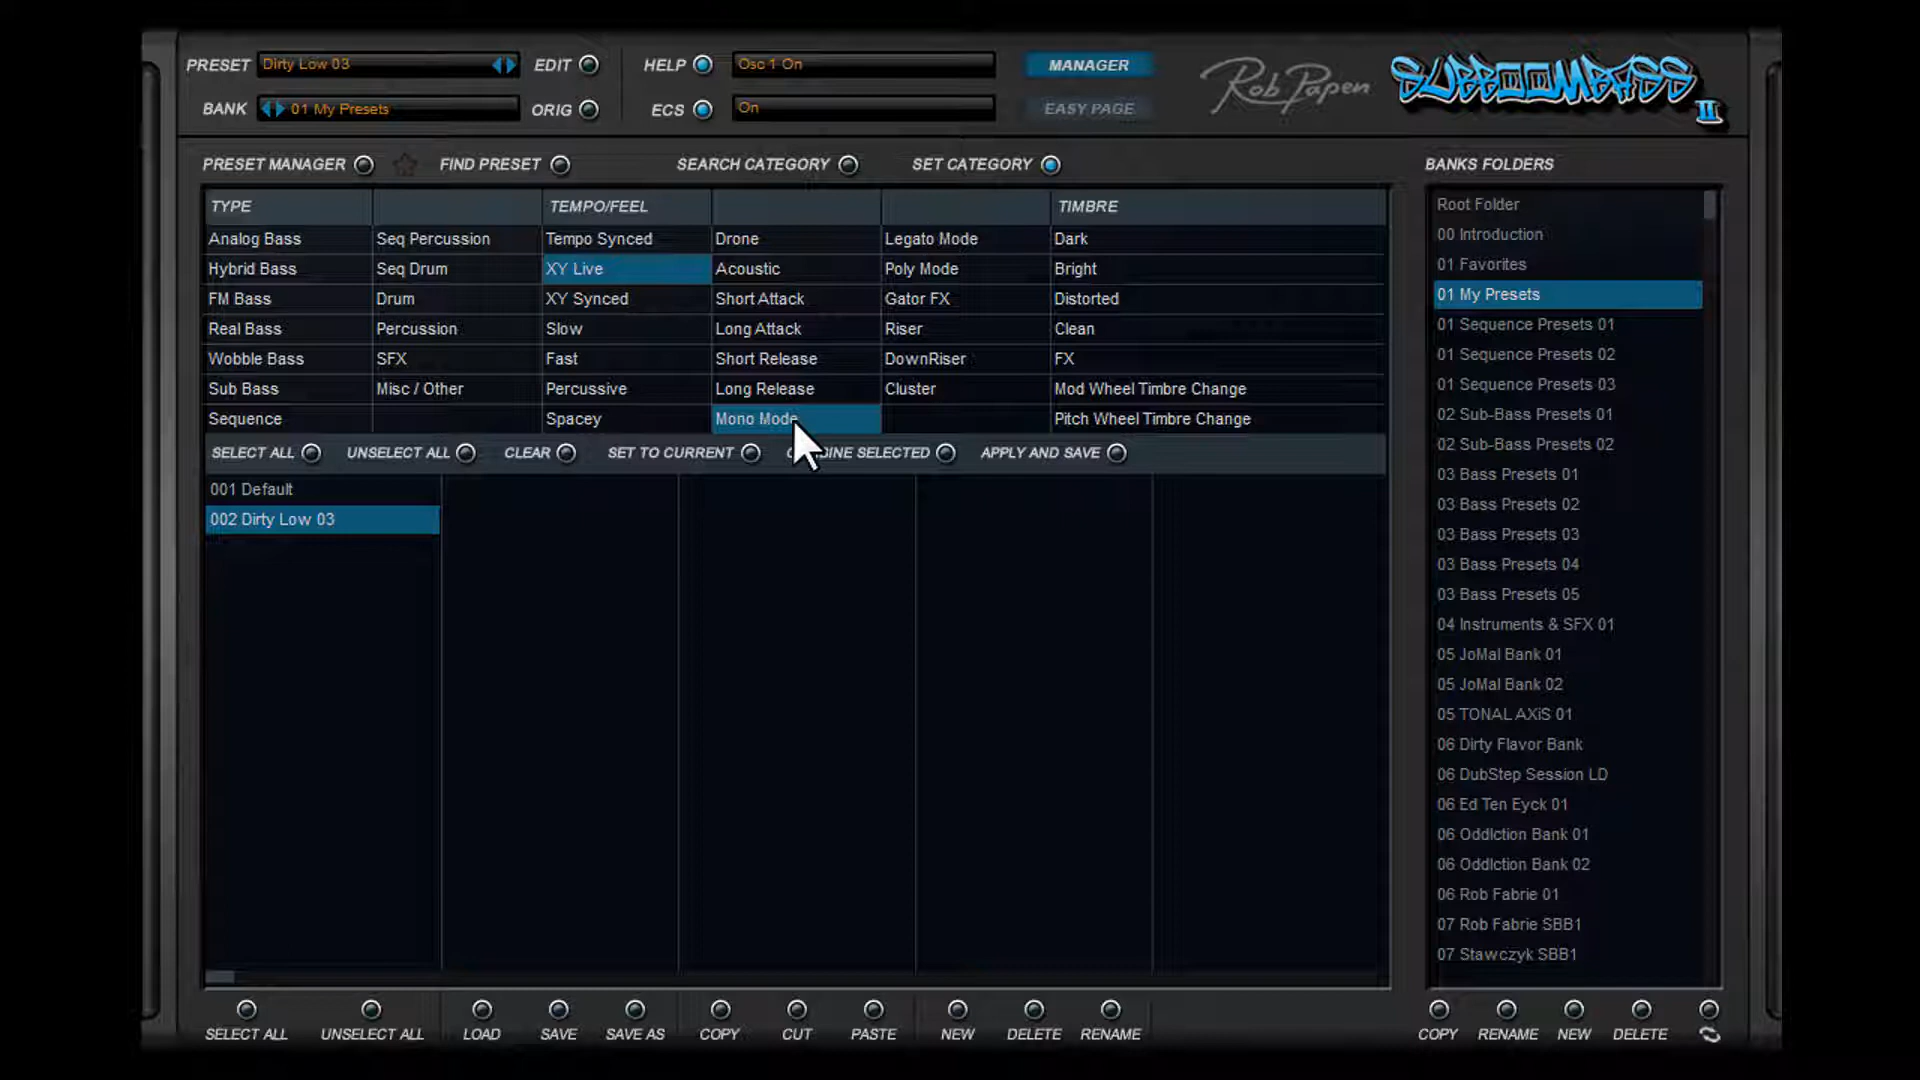 PRESET Dirty Low 03 EDIT HELP Osc 1 On MANAGER Rob Papen SUBBOOMBASS II
BANK 01 My Presets ORIG ECS On EASY PAGE
PRESET MANAGER FIND PRESET SEARCH CATEGORY SET CATEGORY BANKS FOLDERS
TYPE TEMPO/FEEL TIMBRE
Analog Bass Seq Percussion Tempo Synced Drone Legato Mode Dark
Hybrid Bass Seq Drum XY Live Acoustic Poly Mode Bright
FM Bass Drum XY Synced Short Attack Gator FX Distorted
Real Bass Percussion Slow Long Attack Riser Clean
Wobble Bass SFX Fast Short Release DownRiser FX
Sub Bass Misc / Other Percussive Long Release Cluster Mod Wheel Timbre Change
Sequence Spacey Mono Mode Pitch Wheel Timbre Change
SELECT ALL UNSELECT ALL CLEAR SET TO CURRENT SELECTED APPLY AND SAVE
001 Default
002 Dirty Low 03
Root Folder
00 Introduction
01 Favorites
01 My Presets
01 Sequence Presets 01
01 Sequence Presets 02
01 Sequence Presets 03
02 Sub-Bass Presets 01
02 Sub-Bass Presets 02
03 Bass Presets 01
03 Bass Presets 02
03 Bass Presets 03
03 Bass Presets 04
03 Bass Presets 05
04 Instruments & SFX 01
05 JoMal Bank 01
05 JoMal Bank 02
05 TONAL AXiS 01
06 Dirty Flavor Bank
06 DubStep Session LD
06 Ed Ten Eyck 01
06 OddIction Bank 01
06 OddIction Bank 02
06 Rob Fabrie 01
07 Rob Fabrie SBB1
07 Stawczyk SBB1
SELECT ALL UNSELECT ALL LOAD SAVE SAVE AS COPY CUT PASTE NEW DELETE RENAME COPY RENAME NEW DELETE